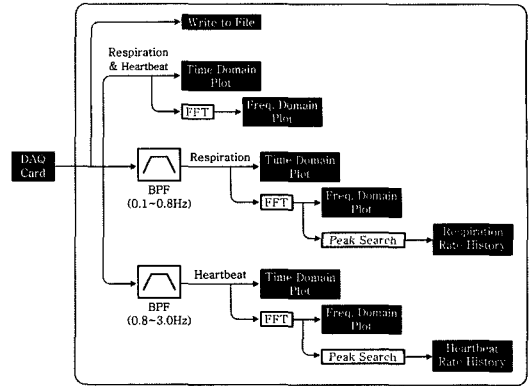 Write to File
Respiration
& Heartbeat
Time Domain
Plot
FFT
Freq. Domain
Plot
DAQ
Card
BPF
(0.1~0.8Hz)
Respiration
Time Domain
Plot
FFT
Freq. Domain
Plot
Peak Search
Respiration
Rate History
BPF
(0.8~3.0Hz)
Heartbeat
Time Domain
Plot
FFT
Freq. Domain
Plot
Peak Search
Heartbeat
Rate History